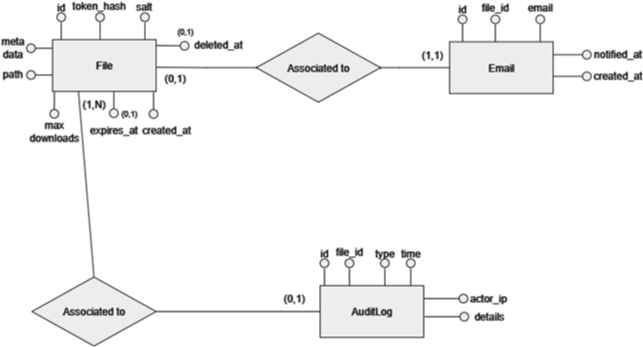 id token_hash salt
(0,1)
deleted_at
meta
data
path
File
(0,1)
(1,N)
max
downloads
(0,1)
expires_at created_at
Associated to
(1,1)
id file_id email
Email
notified_at
created_at
Associated to
(0,1)
id file_id type time
AuditLog
actor_ip
details